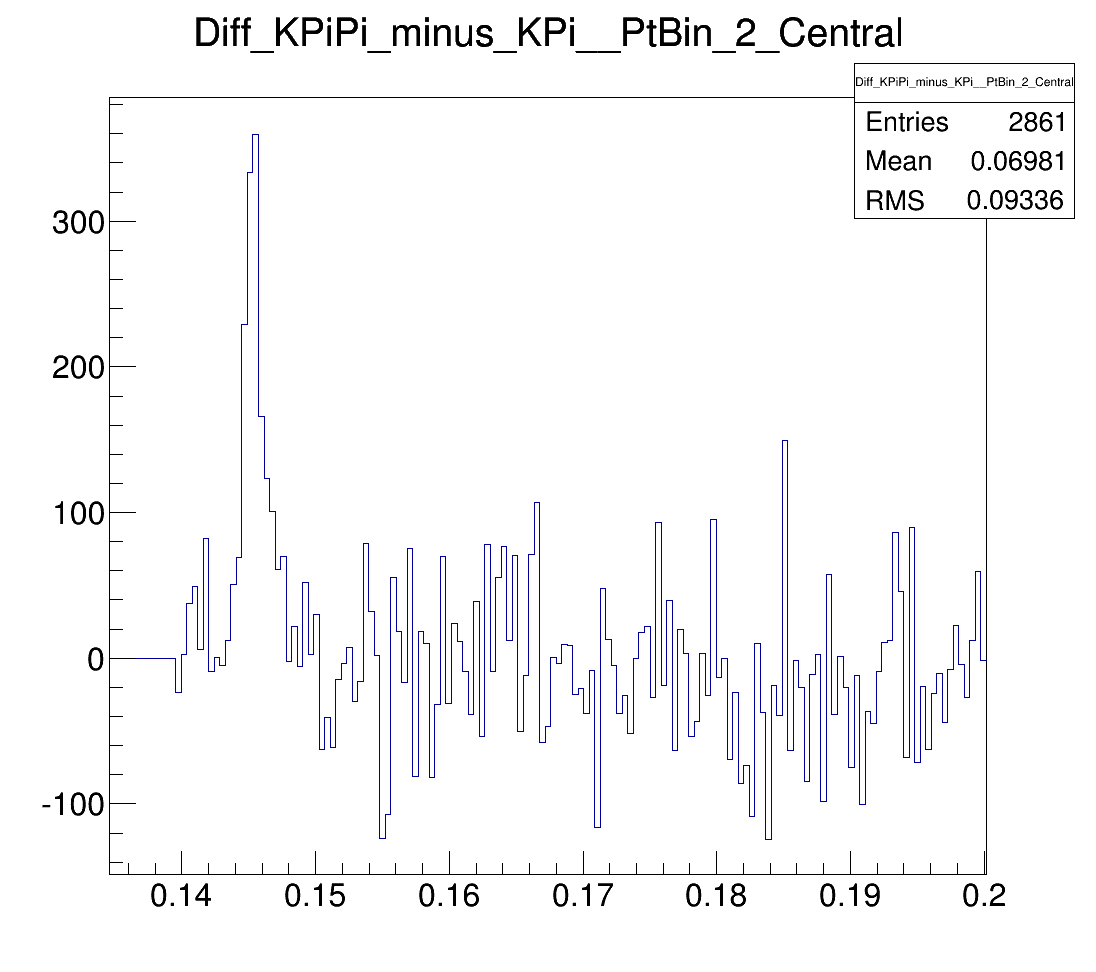 Diff_KPiPi_minus_KPi__PtBin_2_Central
Diff_KPiPi_minus_KPi__PtBin_2_Central
Entries 2861
Mean 0.06981
RMS 0.09336
300
200
100
0
-100
0.14 0.15 0.16 0.17 0.18 0.19 0.2